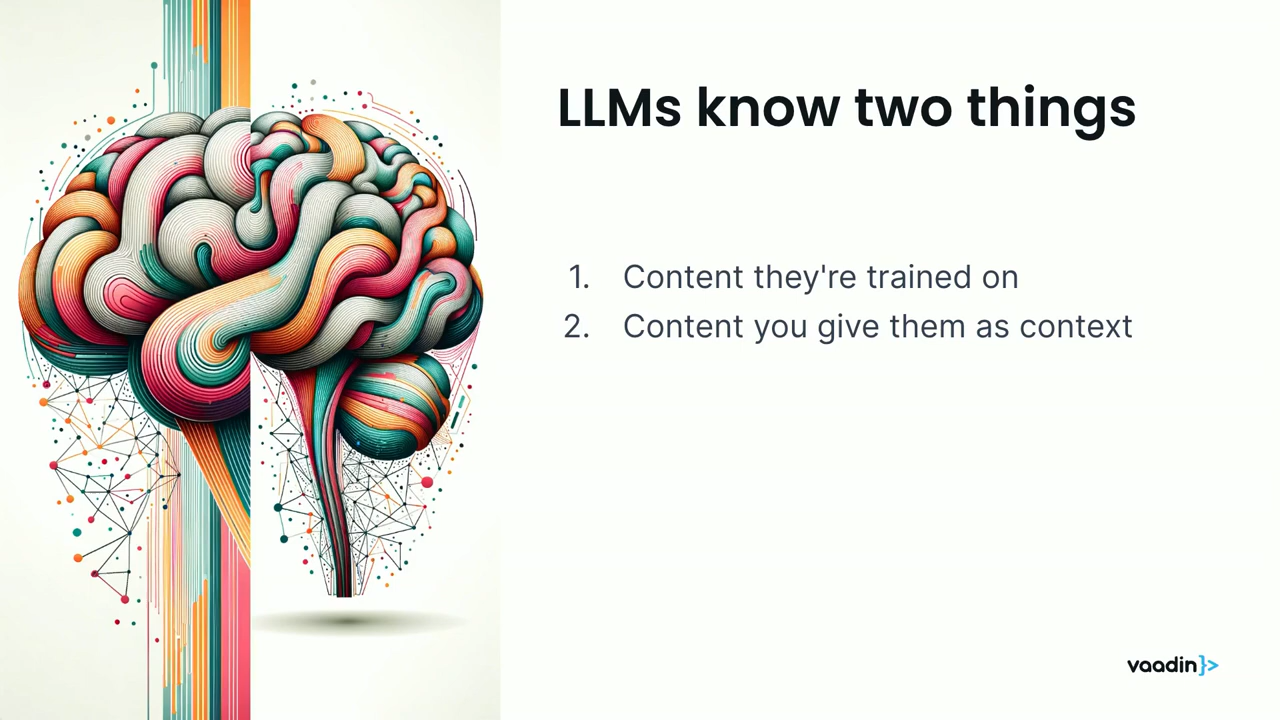 LLMs know two things
1. Content they're trained on
2. Content you give them as context
vaadin}>